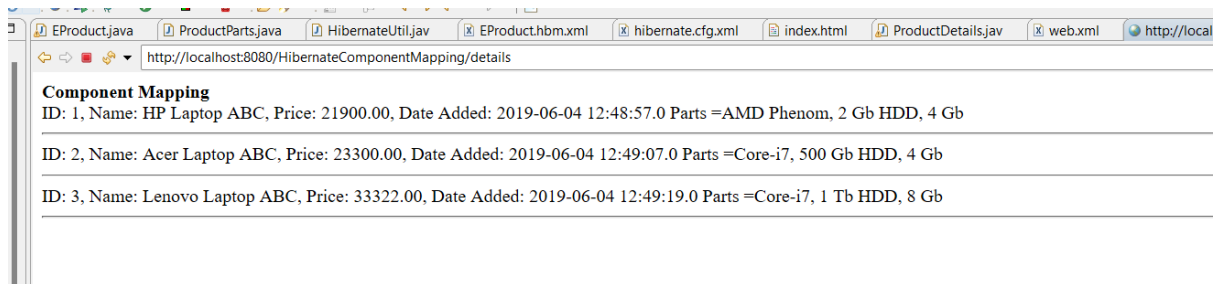 EProduct.java ProductParts.java HibernateUtil.jav EProduct.hbm.xml hibernate.cfg.xml index.html ProductDetails.jav web.xml http://local
http://localhost:8080/HibernateComponentMapping/details
Component Mapping
ID: 1, Name: HP Laptop ABC, Price: 21900.00, Date Added: 2019-06-04 12:48:57.0 Parts =AMD Phenom, 2 Gb HDD, 4 Gb
ID: 2, Name: Acer Laptop ABC, Price: 23300.00, Date Added: 2019-06-04 12:49:07.0 Parts =Core-i7, 500 Gb HDD, 4 Gb
ID: 3, Name: Lenovo Laptop ABC, Price: 33322.00, Date Added: 2019-06-04 12:49:19.0 Parts =Core-i7, 1 Tb HDD, 8 Gb